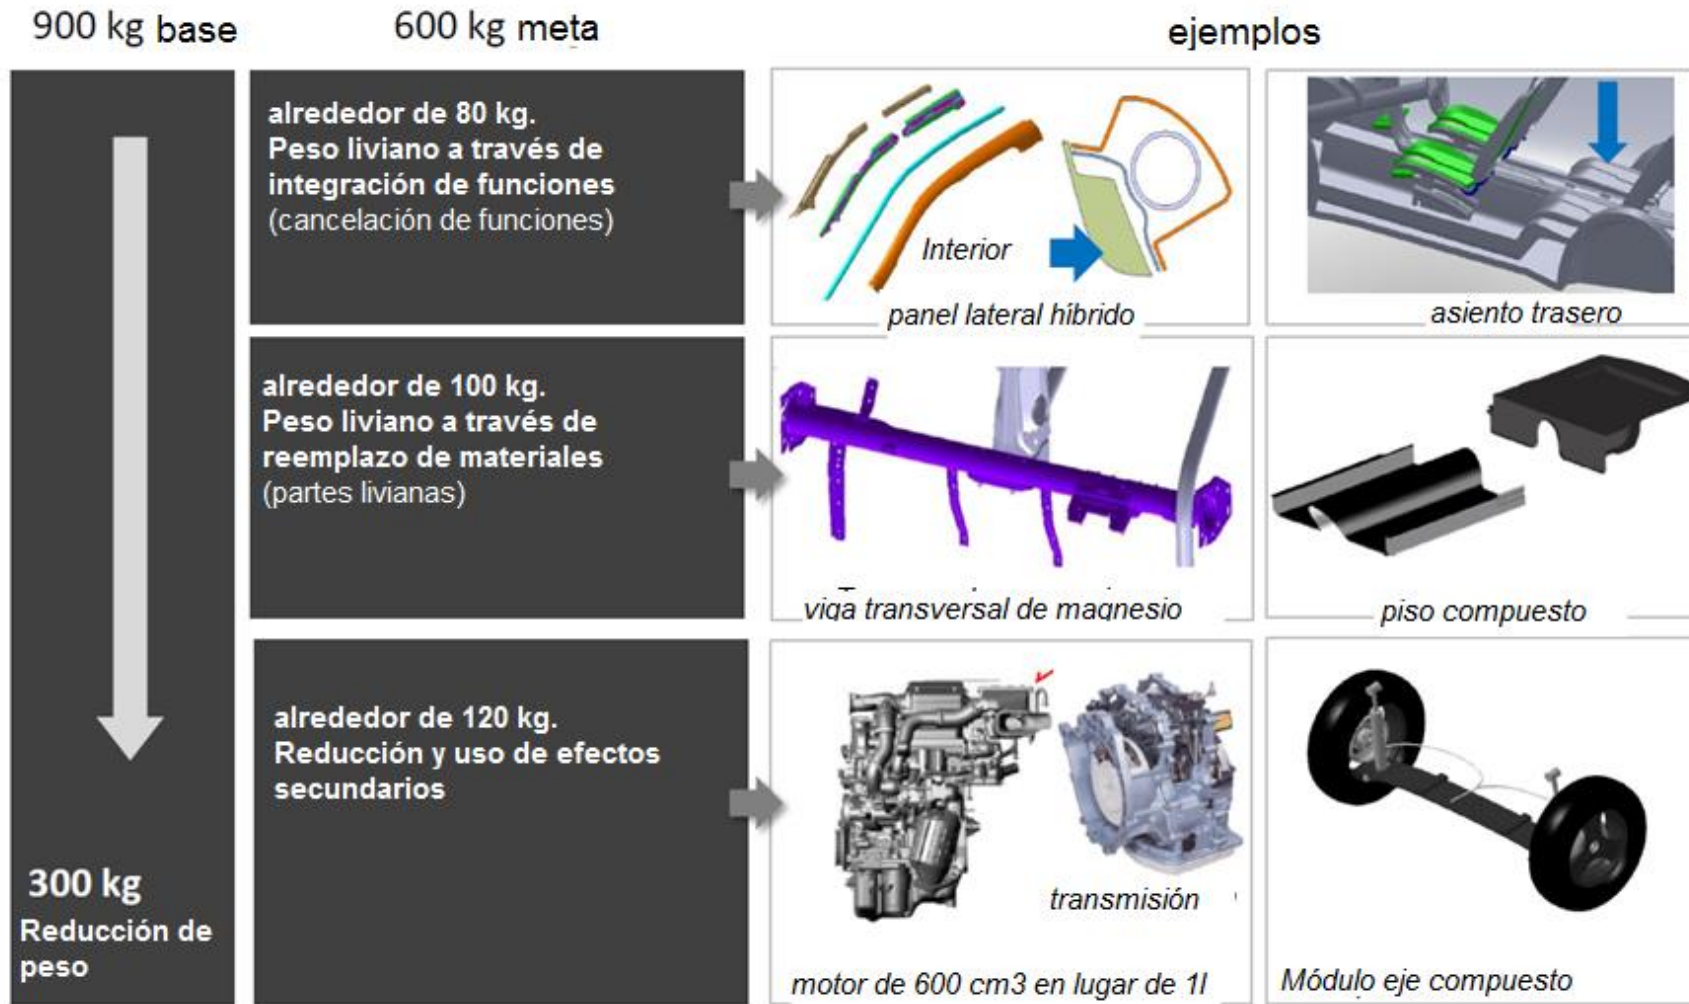 900 kg base
600 kg meta
ejemplos
alrededor de 80 kg.
Peso liviano a través de
integración de funciones
(cancelación de funciones)
Interior
panel lateral híbrido
asiento trasero
alrededor de 100 kg.
Peso liviano a través de
reemplazo de materiales
(partes livianas)
viga transversal de magnesio
piso compuesto
alrededor de 120 kg.
Reducción y uso de efectos
secundarios
transmisión
motor de 600 cm3 en lugar de 1l
Módulo eje compuesto
300 kg
Reducción de
peso